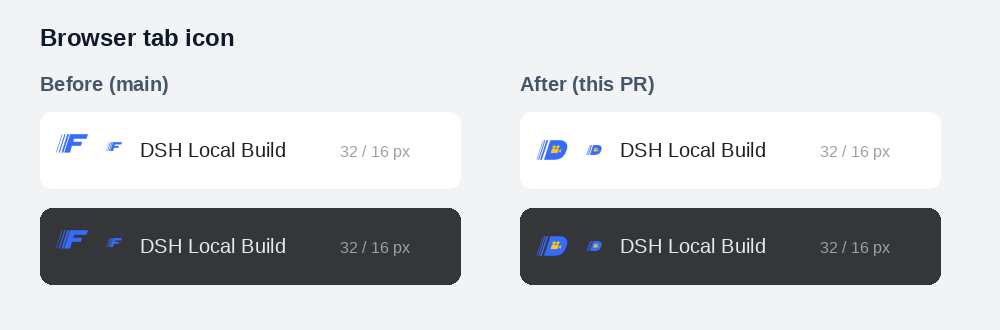 Browser tab icon
Before (main)
After (this PR)
F F DSH Local Build 32 / 16 px
D D DSH Local Build 32 / 16 px
F F DSH Local Build 32 / 16 px
D D DSH Local Build 32 / 16 px